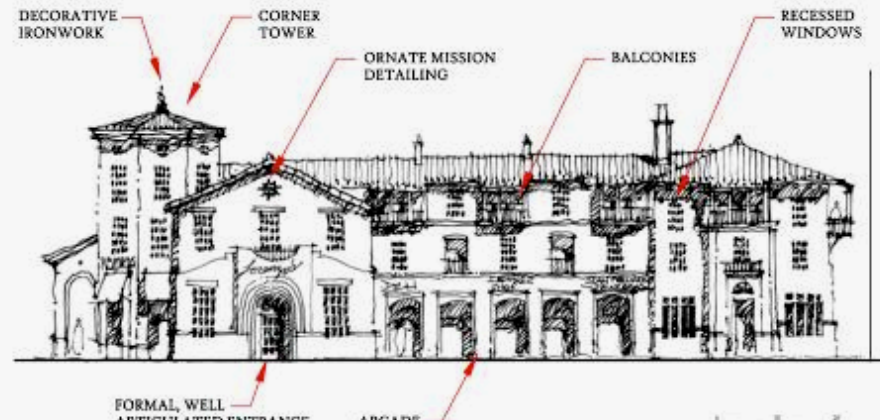 DECORATIVE
IRONWORK
CORNER
TOWER
ORNATE MISSION
DETAILING
BALCONIES
RECESSED
WINDOWS
FORMAL, WELL
ARTICULATED ENTRANCE
ARCADE